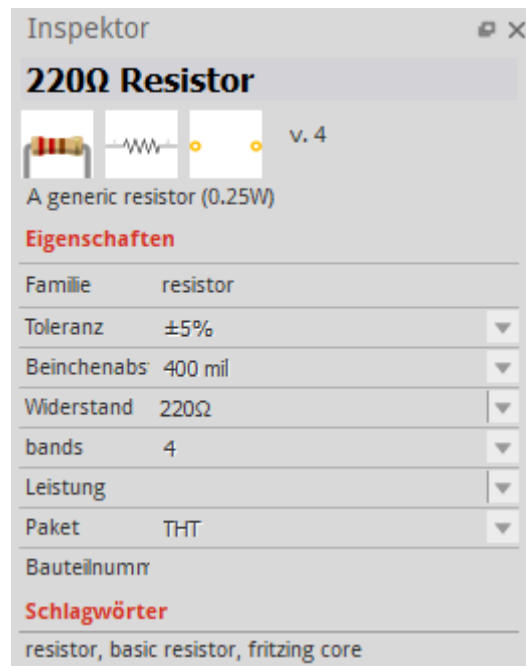 Inspektor
220Ω Resistor
v. 4
A generic resistor (0.25W)
Eigenschaften
Familie resistor
Toleranz ±5%
Beinchenabs 400 mil
Widerstand 220Ω
bands 4
Leistung
Paket THT
Bauteilnumm
Schlagwörter
resistor, basic resistor, fritzing core